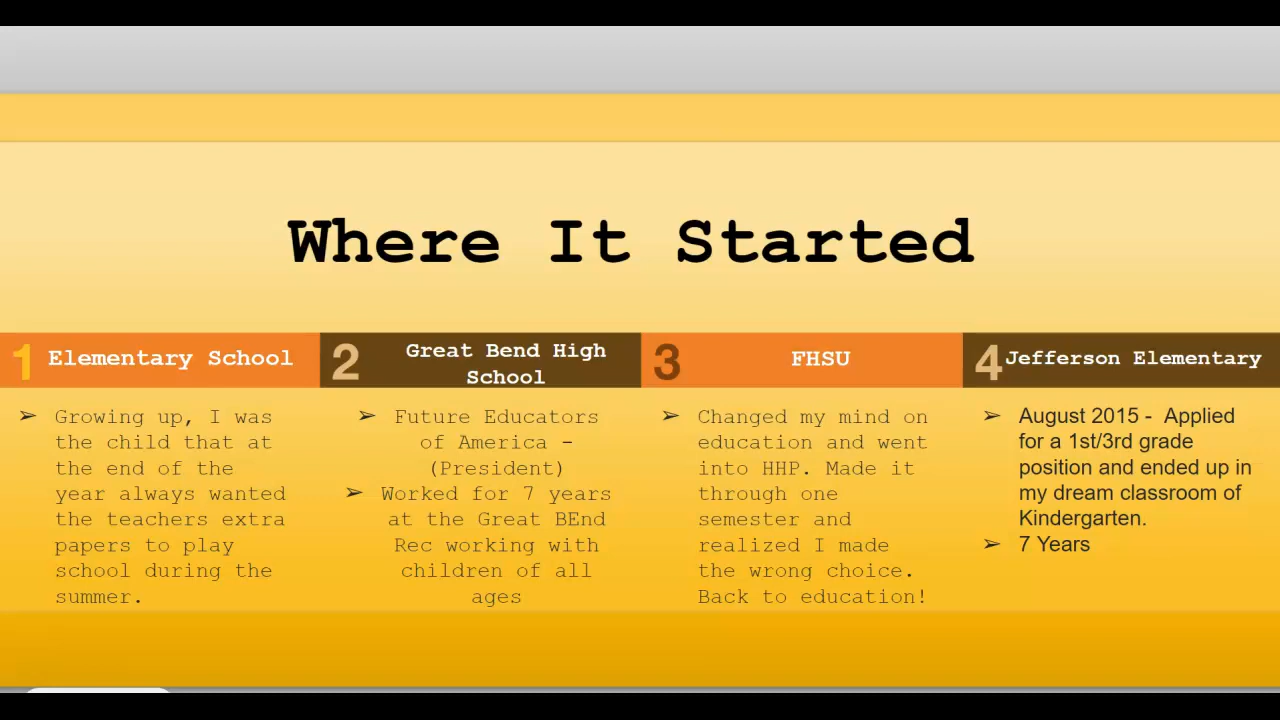 Where It Started
1 Elementary School
➢ Growing up, I was
the child that at
the end of the
year always wanted
the teachers extra
papers to play
school during the
summer.
2 Great Bend High
School
➢ Future Educators
of America -
(President)
➢ Worked for 7 years
at the Great BEnd
Rec working with
children of all
ages
3 FHSU
➢ Changed my mind on
education and went
into HHP. Made it
through one
semester and
realized I made
the wrong choice.
Back to education!
4 Jefferson Elementary
➢ August 2015 - Applied
for a 1st/3rd grade
position and ended up in
my dream classroom of
Kindergarten.
➢ 7 Years